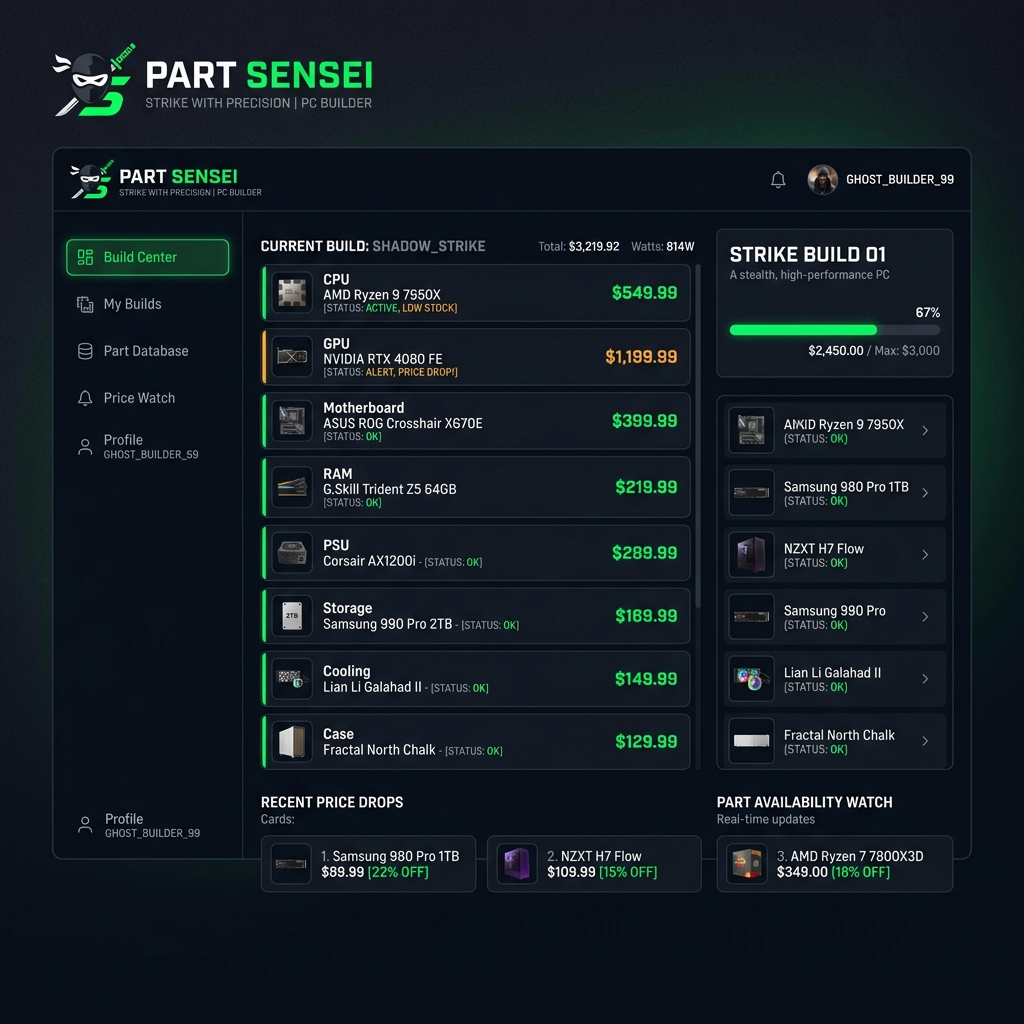 PART SENSEI
STRIKE WITH PRECISION | PC BUILDER
PART SENSEI
STRIKE WITH PRECISIGN | PC BUILDER
GHOST_BUILDER_99
Build Center
My Builds
Part Database
Price Watch
Profile
GHOST_BUILDER_S9
Profile
GHOST_BUILDER_99
CURRENT BUILD: SHADOW_STRIKE
Total: $3,219.92 Watts: 814W
CPU
AMD Ryzen 9 7950X
[STATUS: ACTIVE, LDW STDCK]
$549.99
GPU
NVIDIA RTX 4080 FE
[STATUS: ALERT, PRICE DROP!]
$1,199.99
Motherboard
ASUS ROG Crosshair X670E
[STATUS: OK]
$399.99
RAM
G.Skill Trident Z5 64GB
[STATUS: OK]
$219.99
PSU
Corsair AX1200i - [STATUS: OK]
$289.99
2TB
Storage
Samsung 990 Pro 2TB - [STATUS: OK]
$169.99
Cooling
Lian Li Galahad II - [STATUS: OK]
$149.99
Case
Fractal North Chalk - [STATUS: OK]
$129.99
STRIKE BUILD 01
A stealth, high-performance PC
67%
$2,450.00 / Max: $3,000
Ryzen 9 7950X
[STATUS: OK]
Samsung 980 Pro 1TB
[STATUS: OK]
NZXT H7 Flow
[STATUS: OK]
Samsung 990 Pro
[STATUS: OK]
Lian Li Galahad II
[STATUS: OK]
Fractal North Chalk
[STATUS: OK]
RECENT PRICE DROPS
Cards:
1. Samsung 980 Pro 1TB
$89.99 [22% OFF]
2. NZXT H7 Flow
$109.99 [15% OFF]
PART AVAILABILITY WATCH
Real-time updates
3. AMD Ryzen 7 7800X3D
$349.00 [18% OFF]